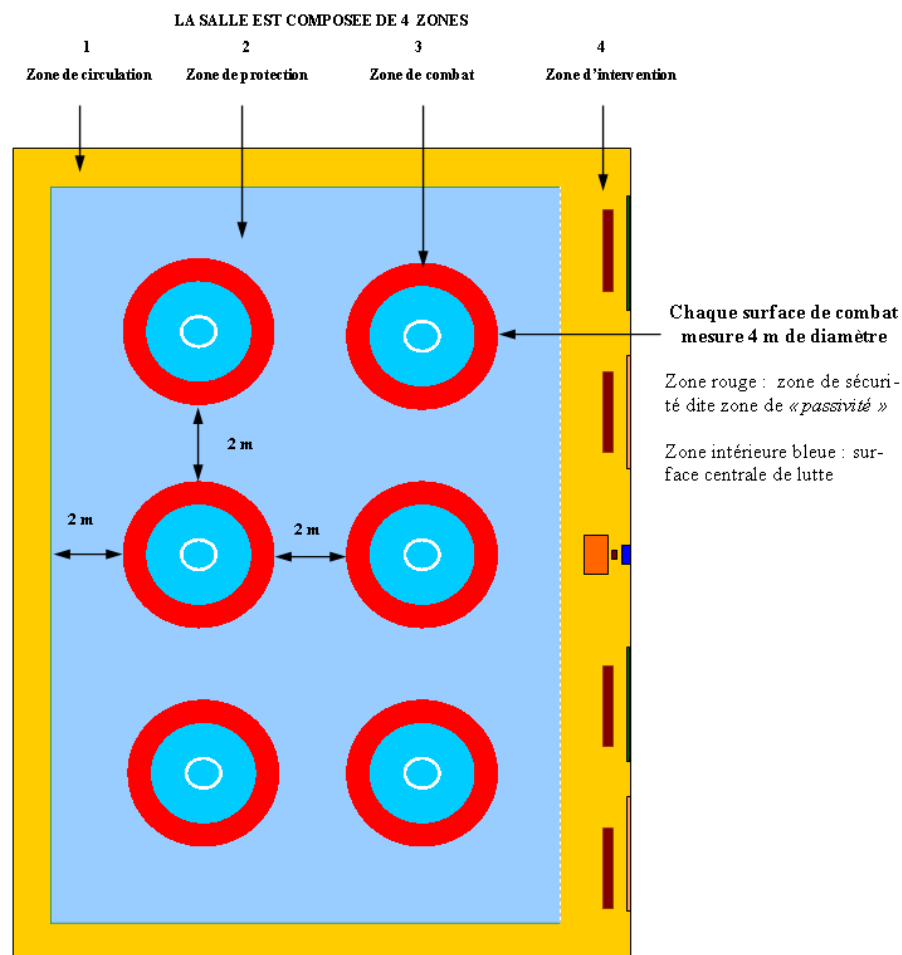 LA SALLE EST COMPOSEE DE 4 ZONES
1
2
3
4
Zone de circulation
Zone de protection
Zone de combat
Zone d'intervention
Chaque surface de combat
mesure 4 m de diamètre
Zone rouge : zone de sécuri-
té dite zone de «passivité »
Zone intérieure bleue : sur-
face centrale de lutte
2 m
2 m
2 m